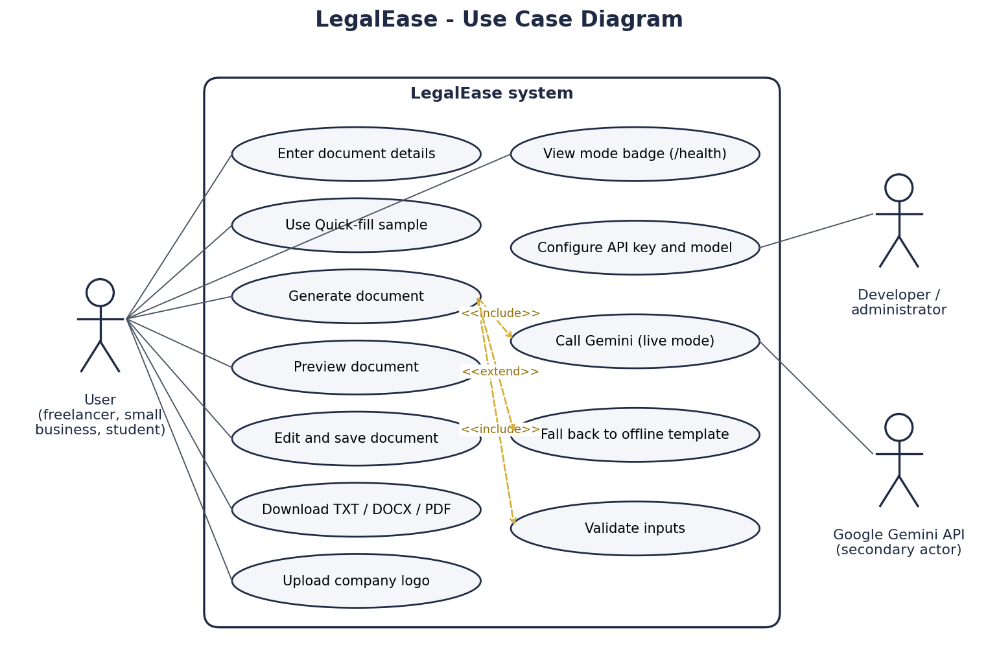 LegalEase - Use Case Diagram
LegalEase system
Enter document details
View mode badge (/health)
Use Quick-fill sample
Configure API key and model
Generate document
<<include>>
Call Gemini (live mode)
Preview document
<<extend>>
Edit and save document
<<include>>
Fall back to offline template
Download TXT / DOCX / PDF
Validate inputs
Upload company logo
User
(freelancer, small
business, student)
Developer /
administrator
Google Gemini API
(secondary actor)